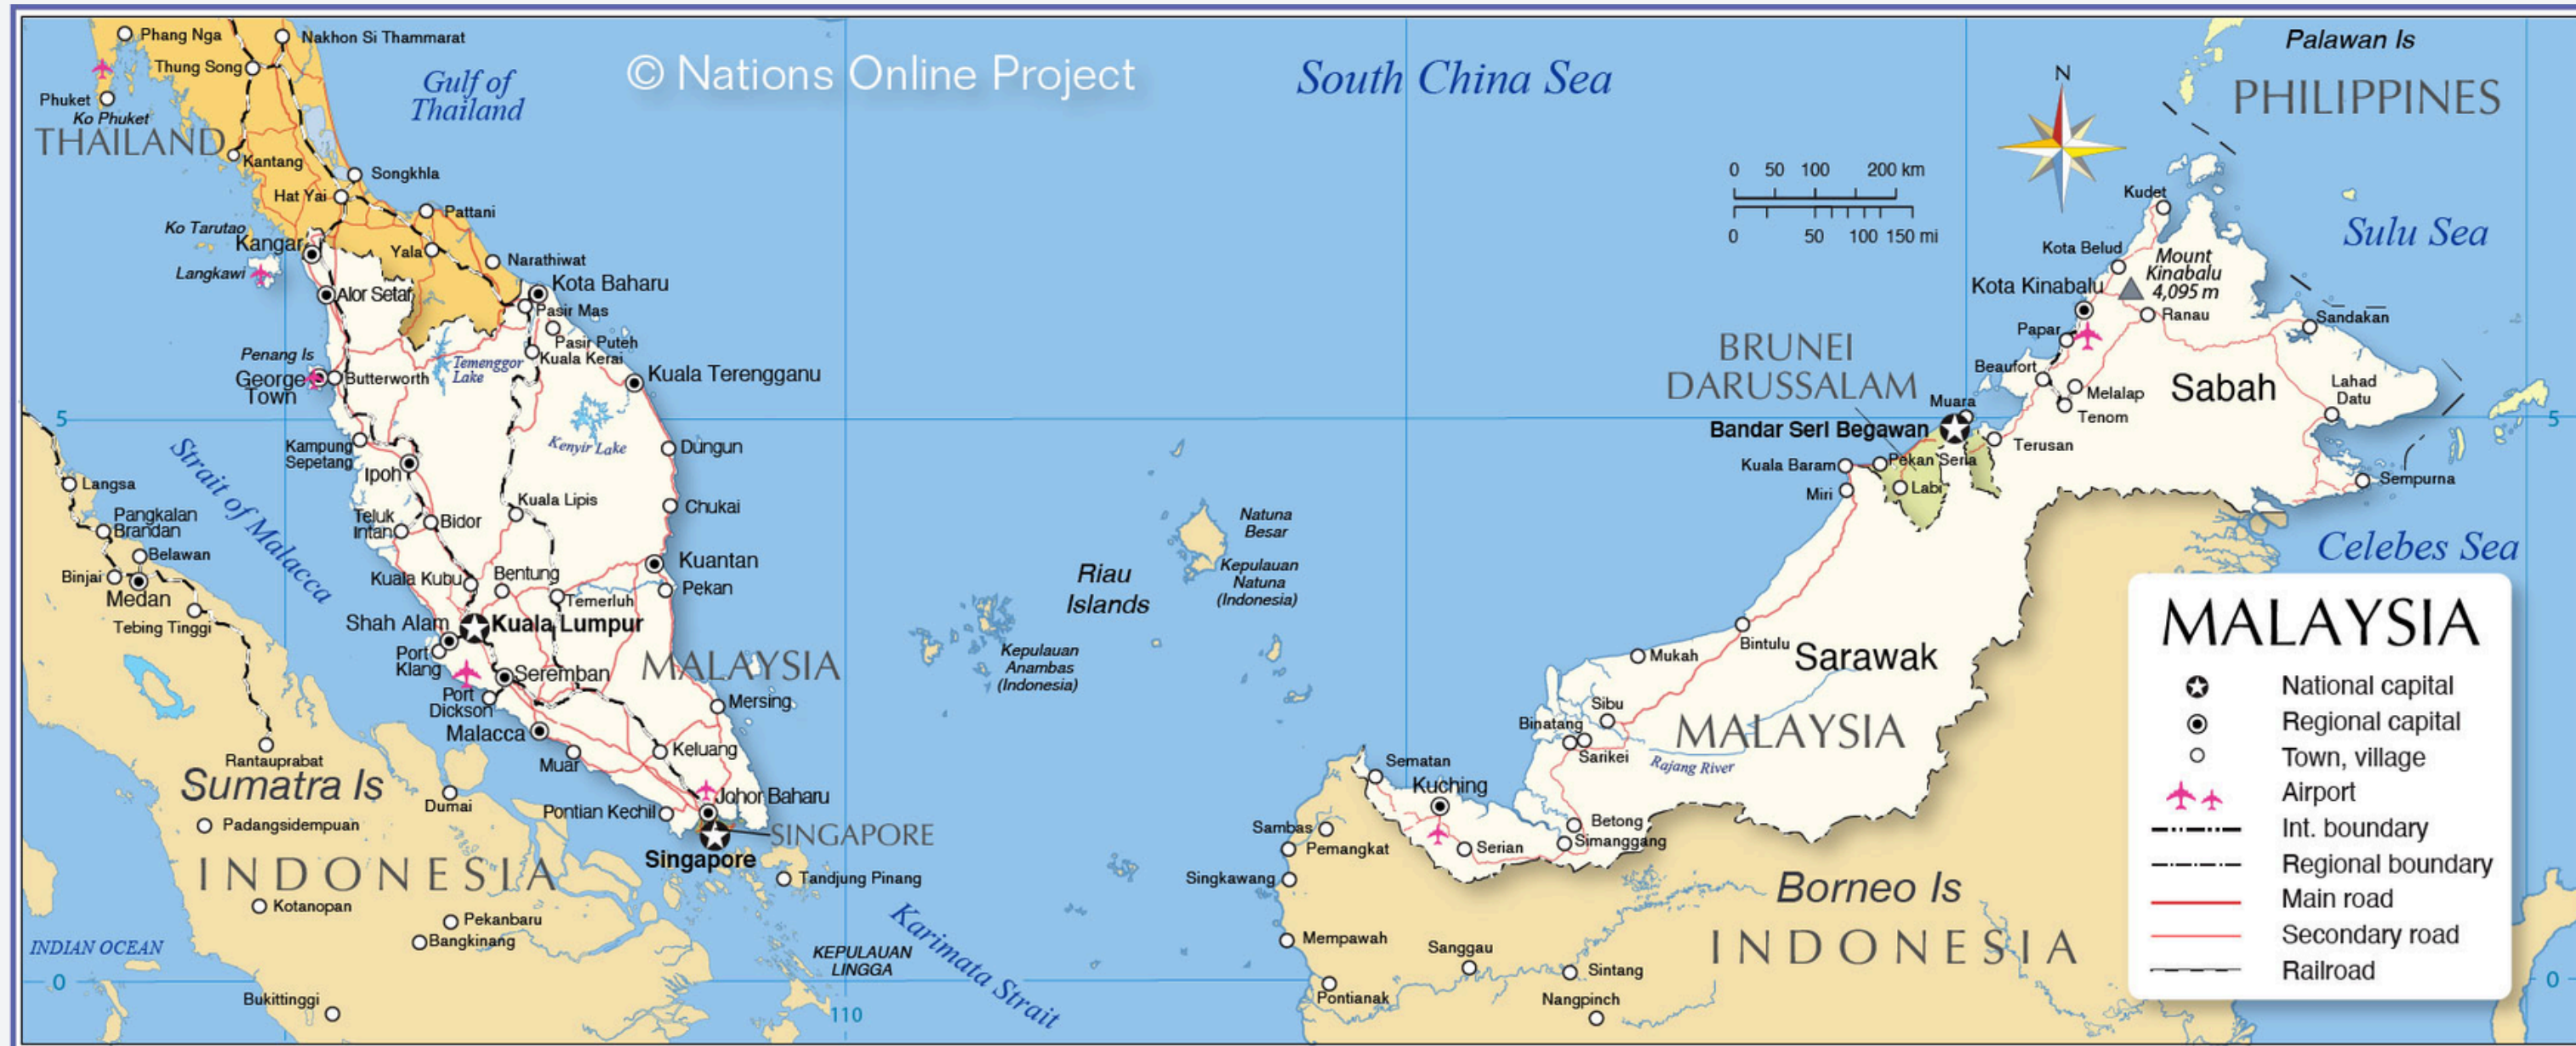 © Nations Online Project
Phang Nga
Nakhon Si Thammarat
Thung Song
Phuket
Ko Phuket
THAILAND
Kantang
Gulf of
Thailand
Songkhla
Hat Yai
Pattani
Ko Tarutao
Kangar
Yala
Narathiwat
Langkawi
Alor Setar
Kota Baharu
Pasir Mas
Pasir Puteh
Kuala Kerai
Penang Is
George
Town
Butterworth
Temenggor
Lake
Kuala Terengganu
5
Kampung
Sepetang
Ipoh
Kenyir Lake
Dungun
Strait of Malacca
Langsa
Pangkalan
Brandan
Belawan
Binjai
Medan
Tebing Tinggi
Teluk
Intan
Bidor
Kuala Lipis
Chukai
Kuantan
Pekan
Kuala Kubu
Bentung
Temerluh
Shah Alam
Kuala Lumpur
Port
Klang
Seremban
MALAYSIA
Port
Dickson
Mersing
Malacca
Keluang
Muar
Johor Baharu
Pontian Kechil
SINGAPORE
Singapore
Rantauprabat
Sumatra Is
Dumai
Padangsidempuan
INDONESIA
Kotanopan
Pekanbaru
Bangkinang
Tandjung Pinang
INDIAN OCEAN
KEPULAUAN
LINGGA
Karimata Strait
0
Bukittinggi
110
South China Sea
Natuna
Besar
Kepulauan
Natuna
(Indonesia)
Riau
Islands
Kepulauan
Anambas
(Indonesia)
0 50 100 200 km
0 50 100 150 mi
N
Palawan Is
PHILIPPINES
Sulu Sea
Kudet
Kota Belud
Mount
Kinabalu
4,095 m
Kota Kinabalu
Ranau
Sandakan
Papar
Beaufort
Melalap
Tenom
Sabah
Lahad
Datu
BRUNEI
DARUSSALAM
Muara
Bandar Seri Begawan
Terusan
Kuala Baram
Pekan Seria
Miri
Labi
Sempurna
5
Celebes Sea
Bintulu
Mukah
Sarawak
Sibu
Binatang
Sarikei
MALAYSIA
Rajang River
Sematan
Kuching
Betong
Simanggang
Serian
Sambas
Pemangkat
Singkawang
Borneo Is
INDONESIA
Mempawah
Sanggau
Sintang
Pontianak
Nangpinch
0
MALAYSIA
National capital
Regional capital
Town, village
Airport
Int. boundary
Regional boundary
Main road
Secondary road
Railroad